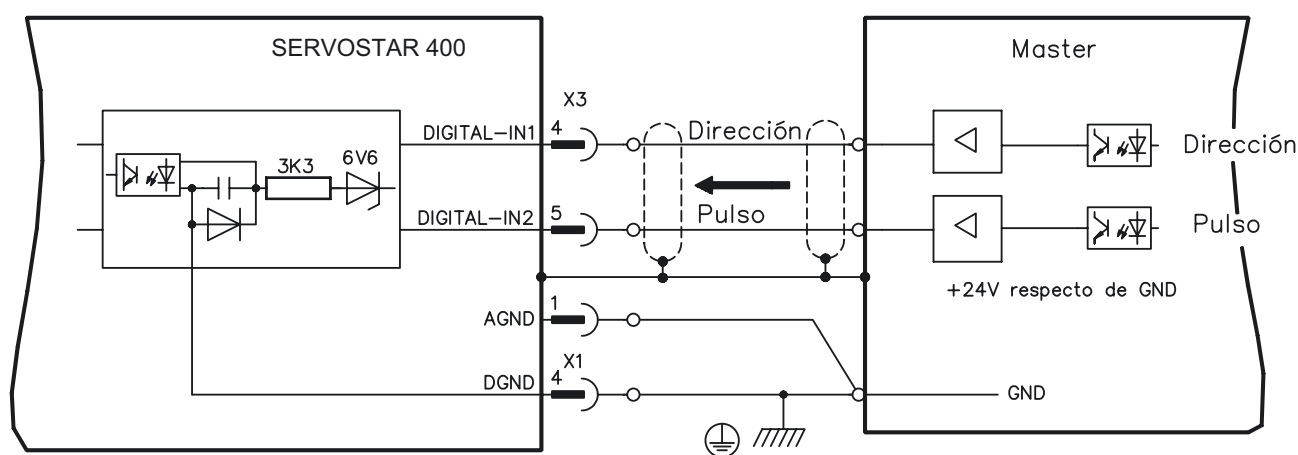 SERVOSTAR 400
Master
X3
DIGITAL-IN1
4
Dirección
Dirección
3K3
6V6
DIGITAL-IN2
5
Pulso
Pulso
+24V respecto de GND
AGND
1
X1
DGND
4
GND